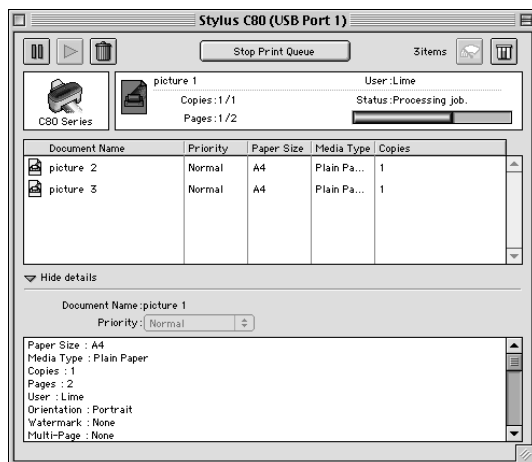 Stylus C80 (USB Port 1)
Stop Print Queue
3items
C80 Series
picture 1
User:Lime
Copies:1/1
Status:Processing job.
Pages:1/2
Document Name Priority Paper Size Media Type Copies
picture 2 Normal A4 Plain Pa... 1
picture 3 Normal A4 Plain Pa... 1
Hide details
Document Name:picture 1
Priority: Normal
Paper Size : A4
Media Type : Plain Paper
Copies : 1
Pages : 2
User : Lime
Orientation : Portrait
Watermark : None
Multi-Page : None